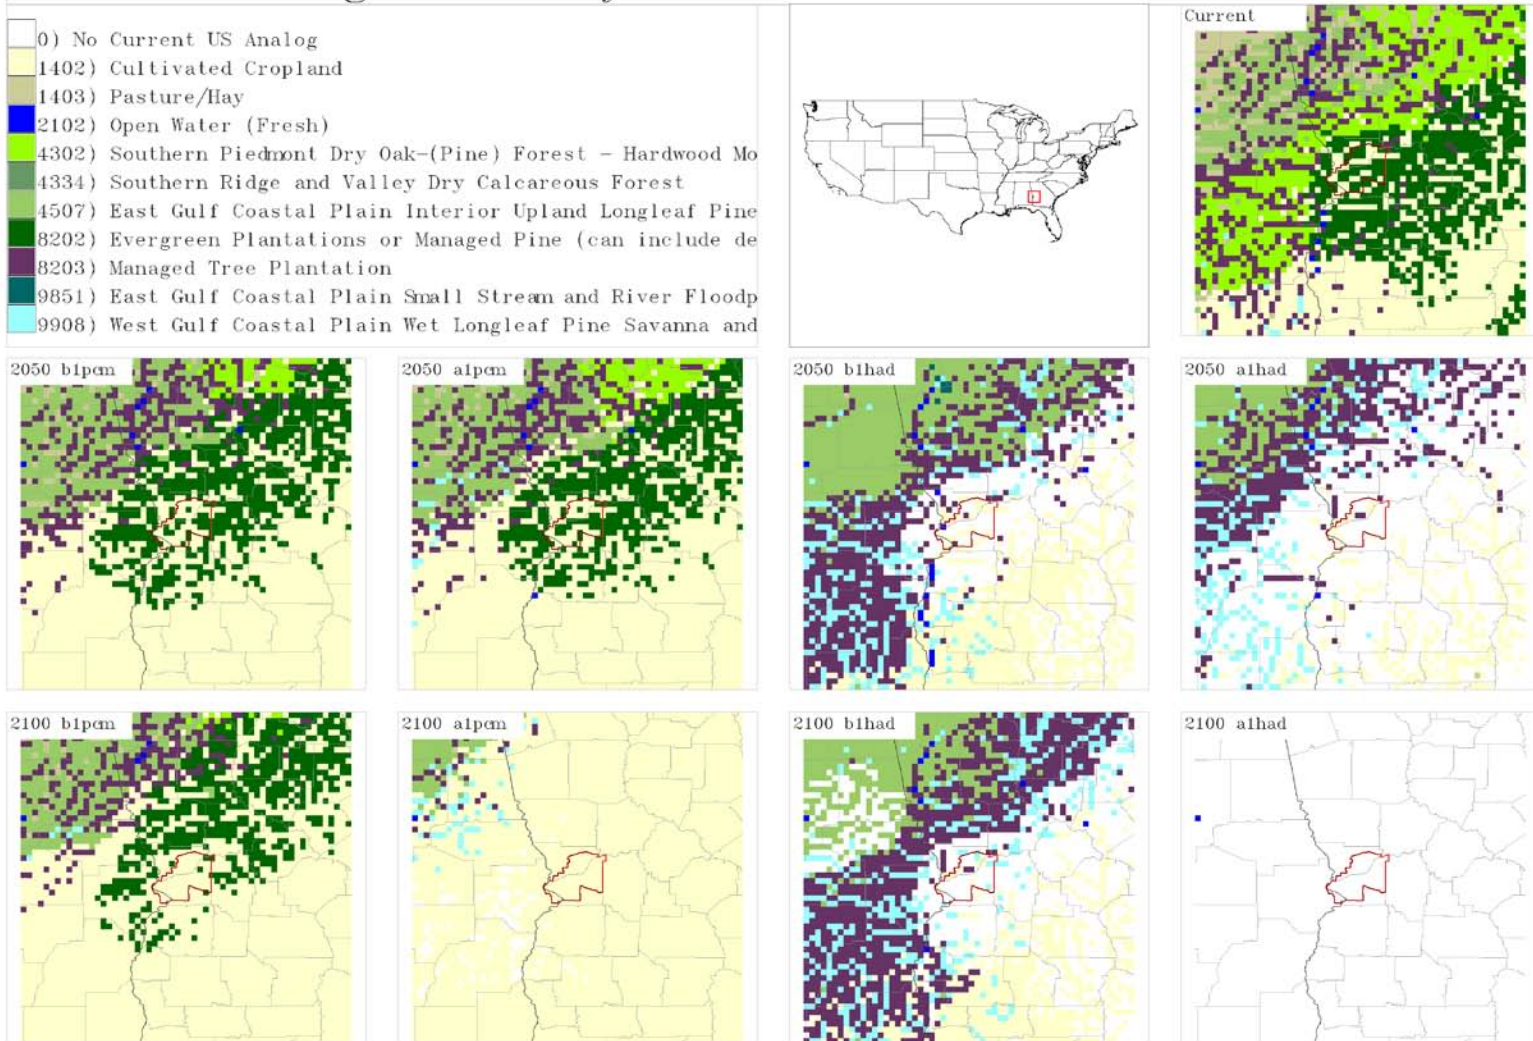 0) No Current US Analog
1402) Cultivated Cropland
1403) Pasture/Hay
2102) Open Water (Fresh)
4302) Southern Piedmont Dry Oak-(Pine) Forest - Hardwood Mo
4334) Southern Ridge and Valley Dry Calcareous Forest
4507) East Gulf Coastal Plain Interior Upland Longleaf Pine
8202) Evergreen Plantations or Managed Pine (can include de
8203) Managed Tree Plantation
9851) East Gulf Coastal Plain Small Stream and River Floodp
9908) West Gulf Coastal Plain Wet Longleaf Pine Savanna and
Current
2050 b1pcm
2050 a1pcm
2050 b1had
2050 a1had
2100 b1pcm
2100 a1pcm
2100 b1had
2100 a1had